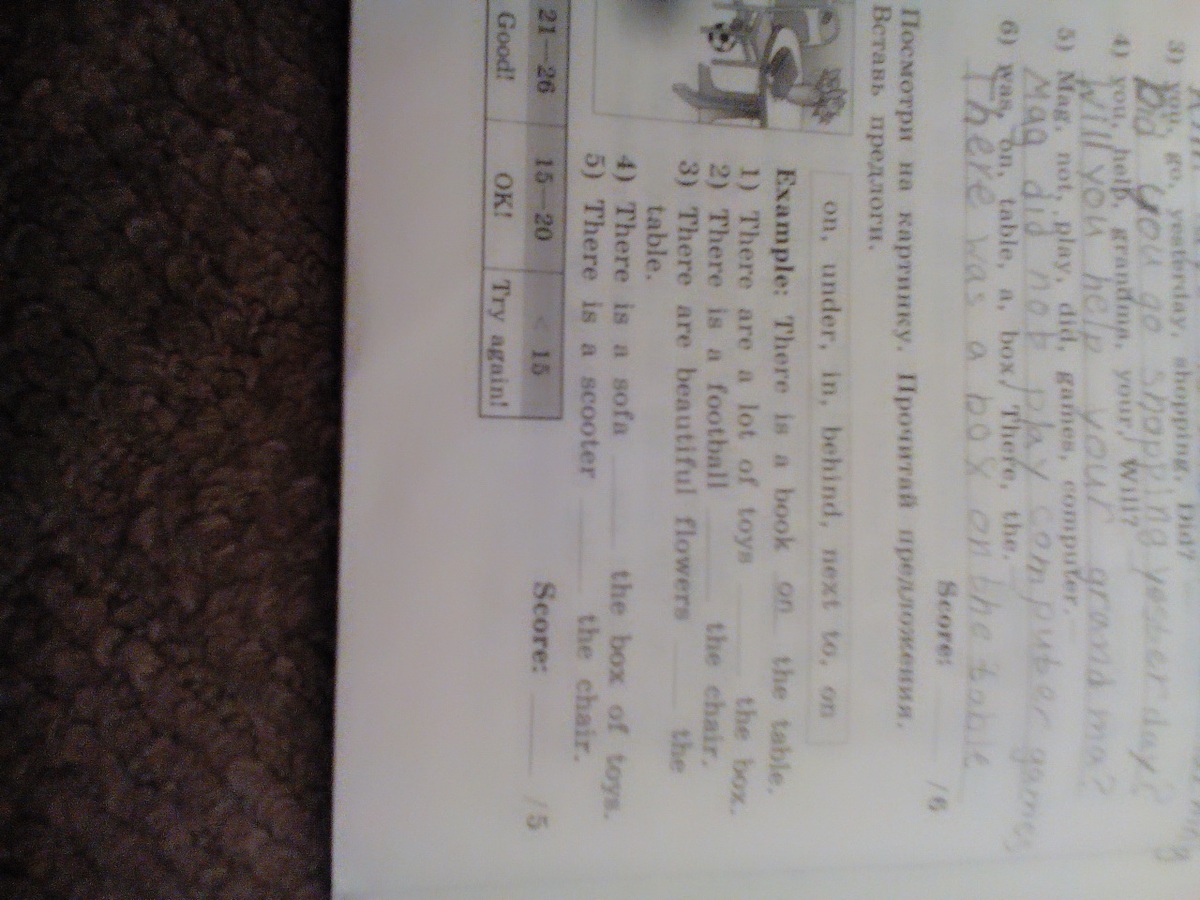 3) you, go, yesterday, shopping, Did?
Did you go shopping yesterday?
4) you, help, grandma, your, Will?
Will you help your grand ma?
5) Mag, not, play, did, games, computer.
Mag did not play computer games
6) was, on, table, a, box, There, the.
There was a box on the table
Score: /6
Посмотри на картинку. Прочитай предложения.
Вставь предлоги.
on, under, in, behind, next to, on
Example: There is a book on the table.
1) There are a lot of toys the box.
2) There is a football the chair.
3) There are beautiful flowers the
table.
4) There is a sofa the box of toys.
5) There is a scooter the chair.
Score: /5
21—26 15—20 < 15
Good! OK! Try again!